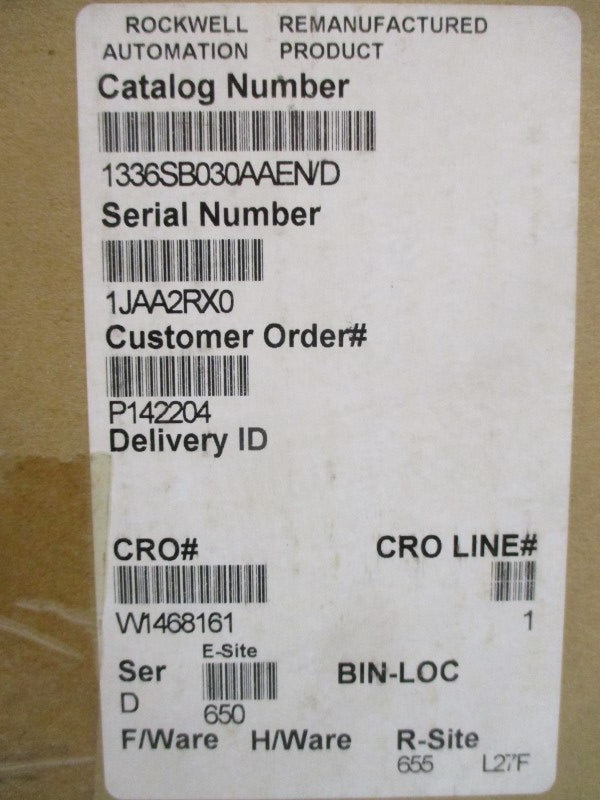 ROCKWELL REMANUFACTURED
AUTOMATION PRODUCT
Catalog Number
1336SB030AAEN/D
Serial Number
1JAA2RX0
Customer Order#
P142204
Delivery ID
CRO# CRO LINE#
W1468161 1
E-Site
Ser BIN-LOC
D 650
F/Ware H/Ware R-Site
655 L27F